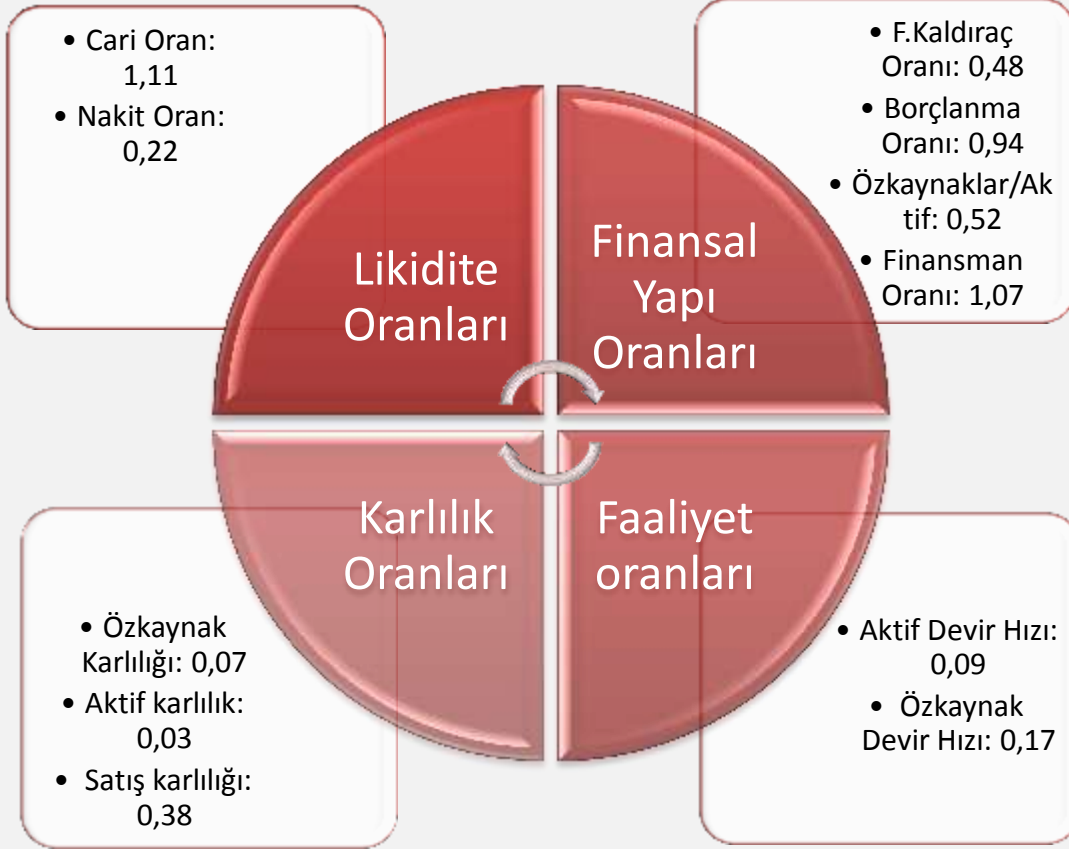 • Cari Oran:
1,11
• Nakit Oran:
0,22
• F.Kaldıraç
Oranı: 0,48
• Borçlanma
Oranı: 0,94
• Özkaynaklar/Ak
tif: 0,52
• Finansman
Oranı: 1,07
Likidite
Oranları
Finansal
Yapı
Oranları
Karlılık
Oranları
Faaliyet
oranları
• Özkaynak
Karlılığı: 0,07
• Aktif karlılık:
0,03
• Satış karlılığı:
0,38
• Aktif Devir Hızı:
0,09
• Özkaynak
Devir Hızı: 0,17